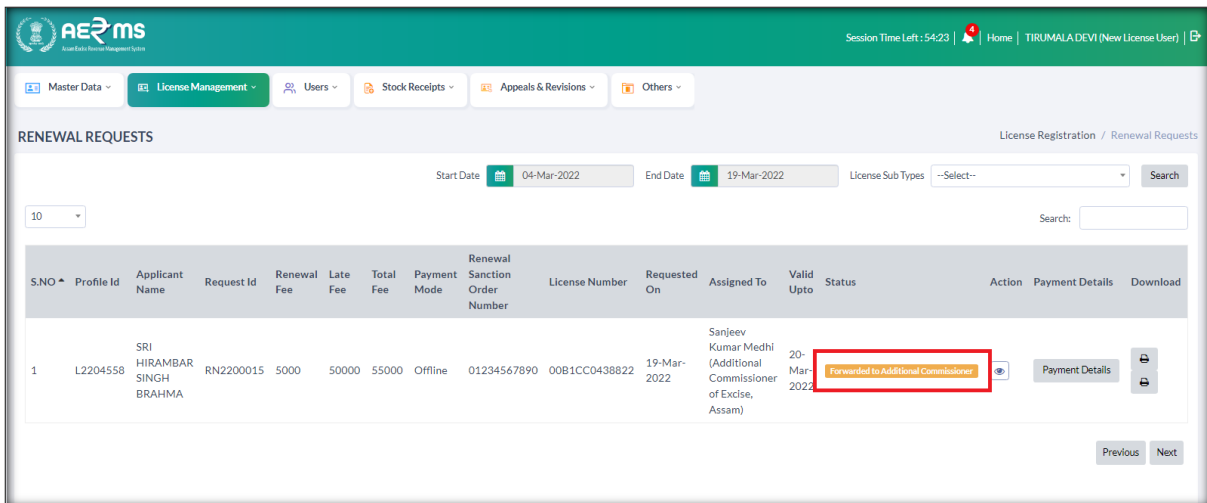 AE₹MS
Assam Excise Revenue Management System
Session Time Left : 54:23 | 4 | Home | TIRUMALA DEVI (New License User) |
Master Data
License Management
Users
Stock Receipts
Appeals & Revisions
Others
RENEWAL REQUESTS
License Registration / Renewal Requests
Start Date 04-Mar-2022 End Date 19-Mar-2022 License Sub Types --Select-- Search
10
Search:
S.NO
Profile Id
Applicant
Name
Request Id
Renewal
Fee
Late
Fee
Total
Fee
Payment
Mode
Renewal
Sanction
Order
Number
License Number
Requested
On
Assigned To
Valid
Upto
Status
Action
Payment Details
Download
1
L2204558
SRI
HIRAMBAR
SINGH
BRAHMA
RN2200015
5000
50000
55000
Offline
01234567890
00B1CC0438822
19-Mar-
2022
Sanjeev
Kumar Medhi
(Additional
Commissioner
of Excise,
Assam)
20-
Mar-
2022
Forwarded to Additional Commissioner
Payment Details
Previous
Next